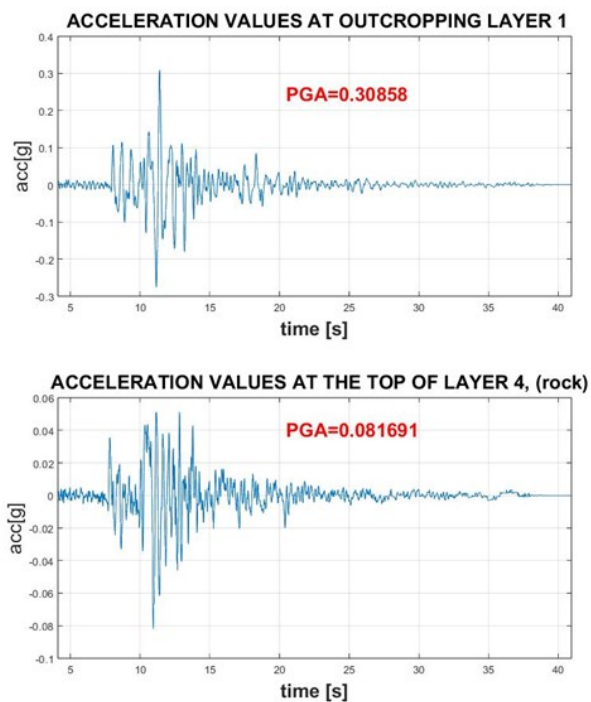 ACCELERATION VALUES AT OUTCROPPING LAYER 1
0.4
0.3
PGA=0.30858
0.2
0.1
acc[g]
0
-0.1
-0.2
-0.3
5 10 15 20 25 30 35 40
time [s]
ACCELERATION VALUES AT THE TOP OF LAYER 4, (rock)
0.06
0.04
PGA=0.081691
0.02
0
acc[g]
-0.02
-0.04
-0.06
-0.08
-0.1
5 10 15 20 25 30 35 40
time [s]